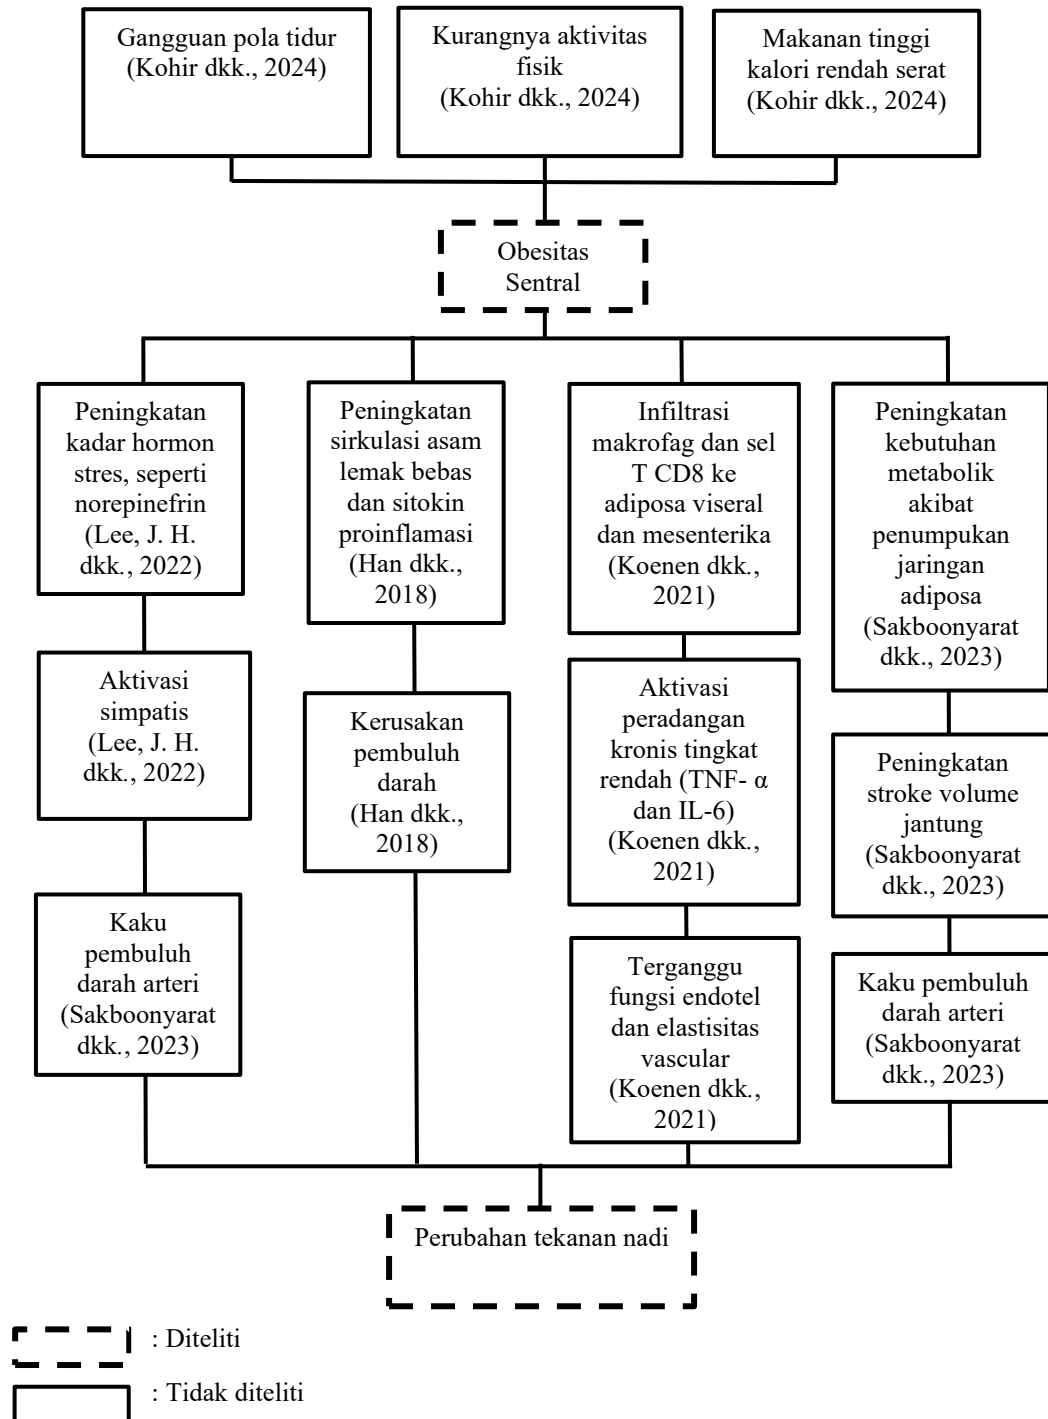 Gangguan pola tidur
(Kohir dkk., 2024)
Kurangnya aktivitas
fisik
(Kohir dkk., 2024)
Makanan tinggi
kalori rendah serat
(Kohir dkk., 2024)
Obesitas
Sentral
Peningkatan
kadar hormon
stres, seperti
norepinefrin
(Lee, J. H.
dkk., 2022)
Peningkatan
sirkulasi asam
lemak bebas
dan sitokin
proinflamasi
(Han dkk.,
2018)
Infiltrasi
makrofag dan sel
T CD8 ke
adiposa viseral
dan mesenterika
(Koenen dkk.,
2021)
Peningkatan
kebutuhan
metabolik
akibat
penumpukan
jaringan
adiposa
(Sakboonyarat
dkk., 2023)
Aktivasi
simpatis
(Lee, J. H.
dkk., 2022)
Kerusakan
pembuluh
darah
(Han dkk.,
2018)
Aktivasi
peradangan
kronis tingkat
rendah (TNF- α
dan IL-6)
(Koenen dkk.,
2021)
Peningkatan
stroke volume
jantung
(Sakboonyarat
dkk., 2023)
Kaku
pembuluh
darah arteri
(Sakboonyarat
dkk., 2023)
Terganggu
fungsi endotel
dan elastisitas
vascular
(Koenen dkk.,
2021)
Kaku pembuluh
darah arteri
(Sakboonyarat
dkk., 2023)
Perubahan tekanan nadi
: Diteliti
: Tidak diteliti